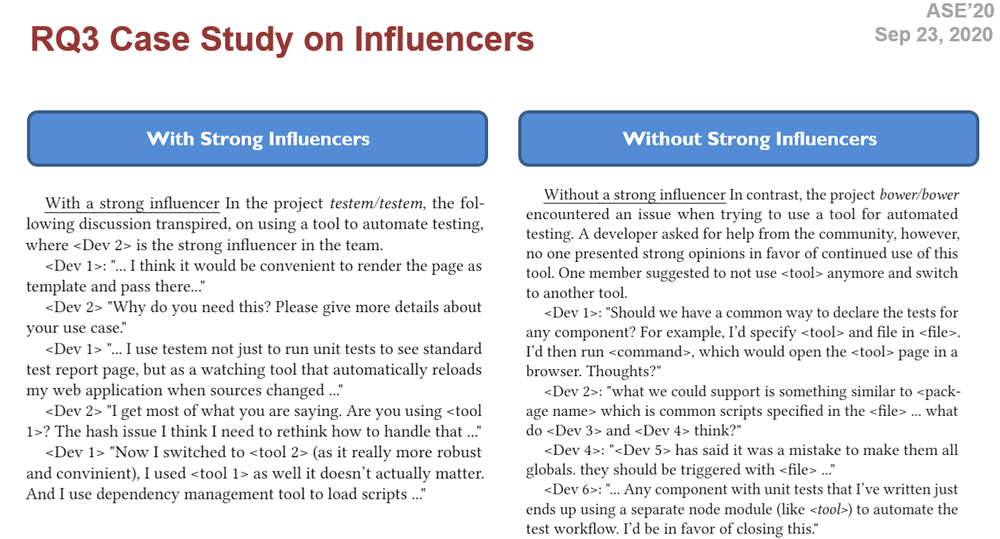 ASE'20
Sep 23, 2020
RQ3 Case Study on Influencers
With Strong Influencers
With a strong influencer In the project testem/testem, the fol-
lowing discussion transpired, on using a tool to automate testing,
where <Dev 2> is the strong influencer in the team.
<Dev 1>: "... I think it would be convenient to render the page as
template and pass there..."
<Dev 2> "Why do you need this? Please give more details about
your use case."
<Dev 1> "... I use testem not just to run unit tests to see standard
test report page, but as a watching tool that automatically reloads
my web application when sources changed ..."
<Dev 2> "I get most of what you are saying. Are you using <tool
1>? The hash issue I think I need to rethink how to handle that ..."
<Dev 1> "Now I switched to <tool 2> (as it really more robust
and convinient), I used <tool 1> as well it doesn't actually matter.
And I use dependency management tool to load scripts ..."
Without Strong Influencers
Without a strong influencer In contrast, the project bower/bower
encountered an issue when trying to use a tool for automated
testing. A developer asked for help from the community, however,
no one presented strong opinions in favor of continued use of this
tool. One member suggested to not use <tool> anymore and switch
to another tool.
<Dev 1>: "Should we have a common way to declare the tests for
any component? For example, I'd specify <tool> and file in <file>.
I'd then run <command>, which would open the <tool> page in a
browser. Thoughts?"
<Dev 2>: "what we could support is something similar to <pack-
age name> which is common scripts specified in the <file> ... what
do <Dev 3> and <Dev 4> think?"
<Dev 4>: "<Dev 5> has said it was a mistake to make them all
globals. they should be triggered with <file> ..."
<Dev 6>: "... Any component with unit tests that I've written just
ends up using a separate node module (like <tool>) to automate the
test workflow. I'd be in favor of closing this."